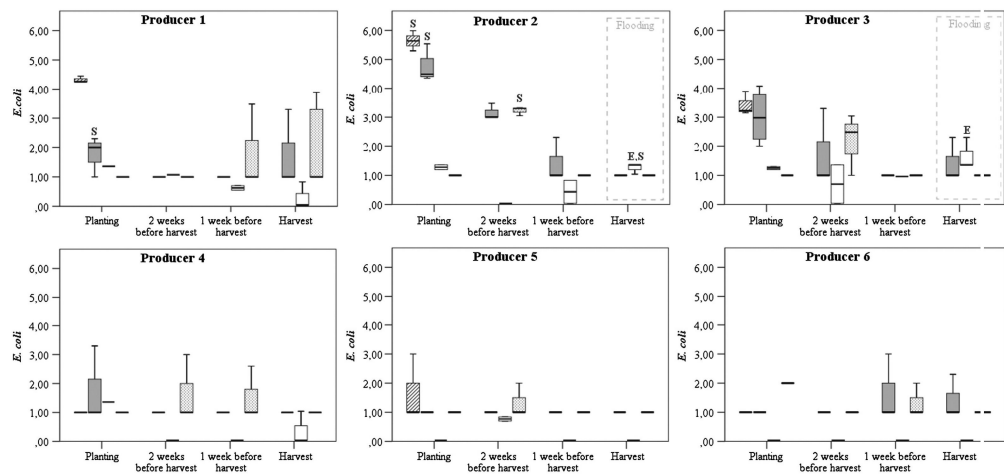 Producer 1
E.coli
6,00
5,00
4,00
3,00
2,00
1,00
,00
S
Planting
2 weeks
before harvest
1 week before
harvest
Harvest
Producer 2
E.coli
6,00
5,00
4,00
3,00
2,00
1,00
,00
S
S
S
E,S
Flooding
Planting
2 weeks
before harvest
1 week before
harvest
Harvest
Producer 3
E.coli
6,00
5,00
4,00
3,00
2,00
1,00
,00
E
Flooding
Planting
2 weeks
before harvest
1 week before
harvest
Harvest
Producer 4
E. coli
6,00
5,00
4,00
3,00
2,00
1,00
,00
Planting
2 weeks
before harvest
1 week before
harvest
Harvest
Producer 5
E. coli
6,00
5,00
4,00
3,00
2,00
1,00
,00
Planting
2 weeks
before harvest
1 week before
harvest
Harvest
Producer 6
E. coli
6,00
5,00
4,00
3,00
2,00
1,00
,00
Planting
2 weeks
before harvest
1 week before
harvest
Harvest